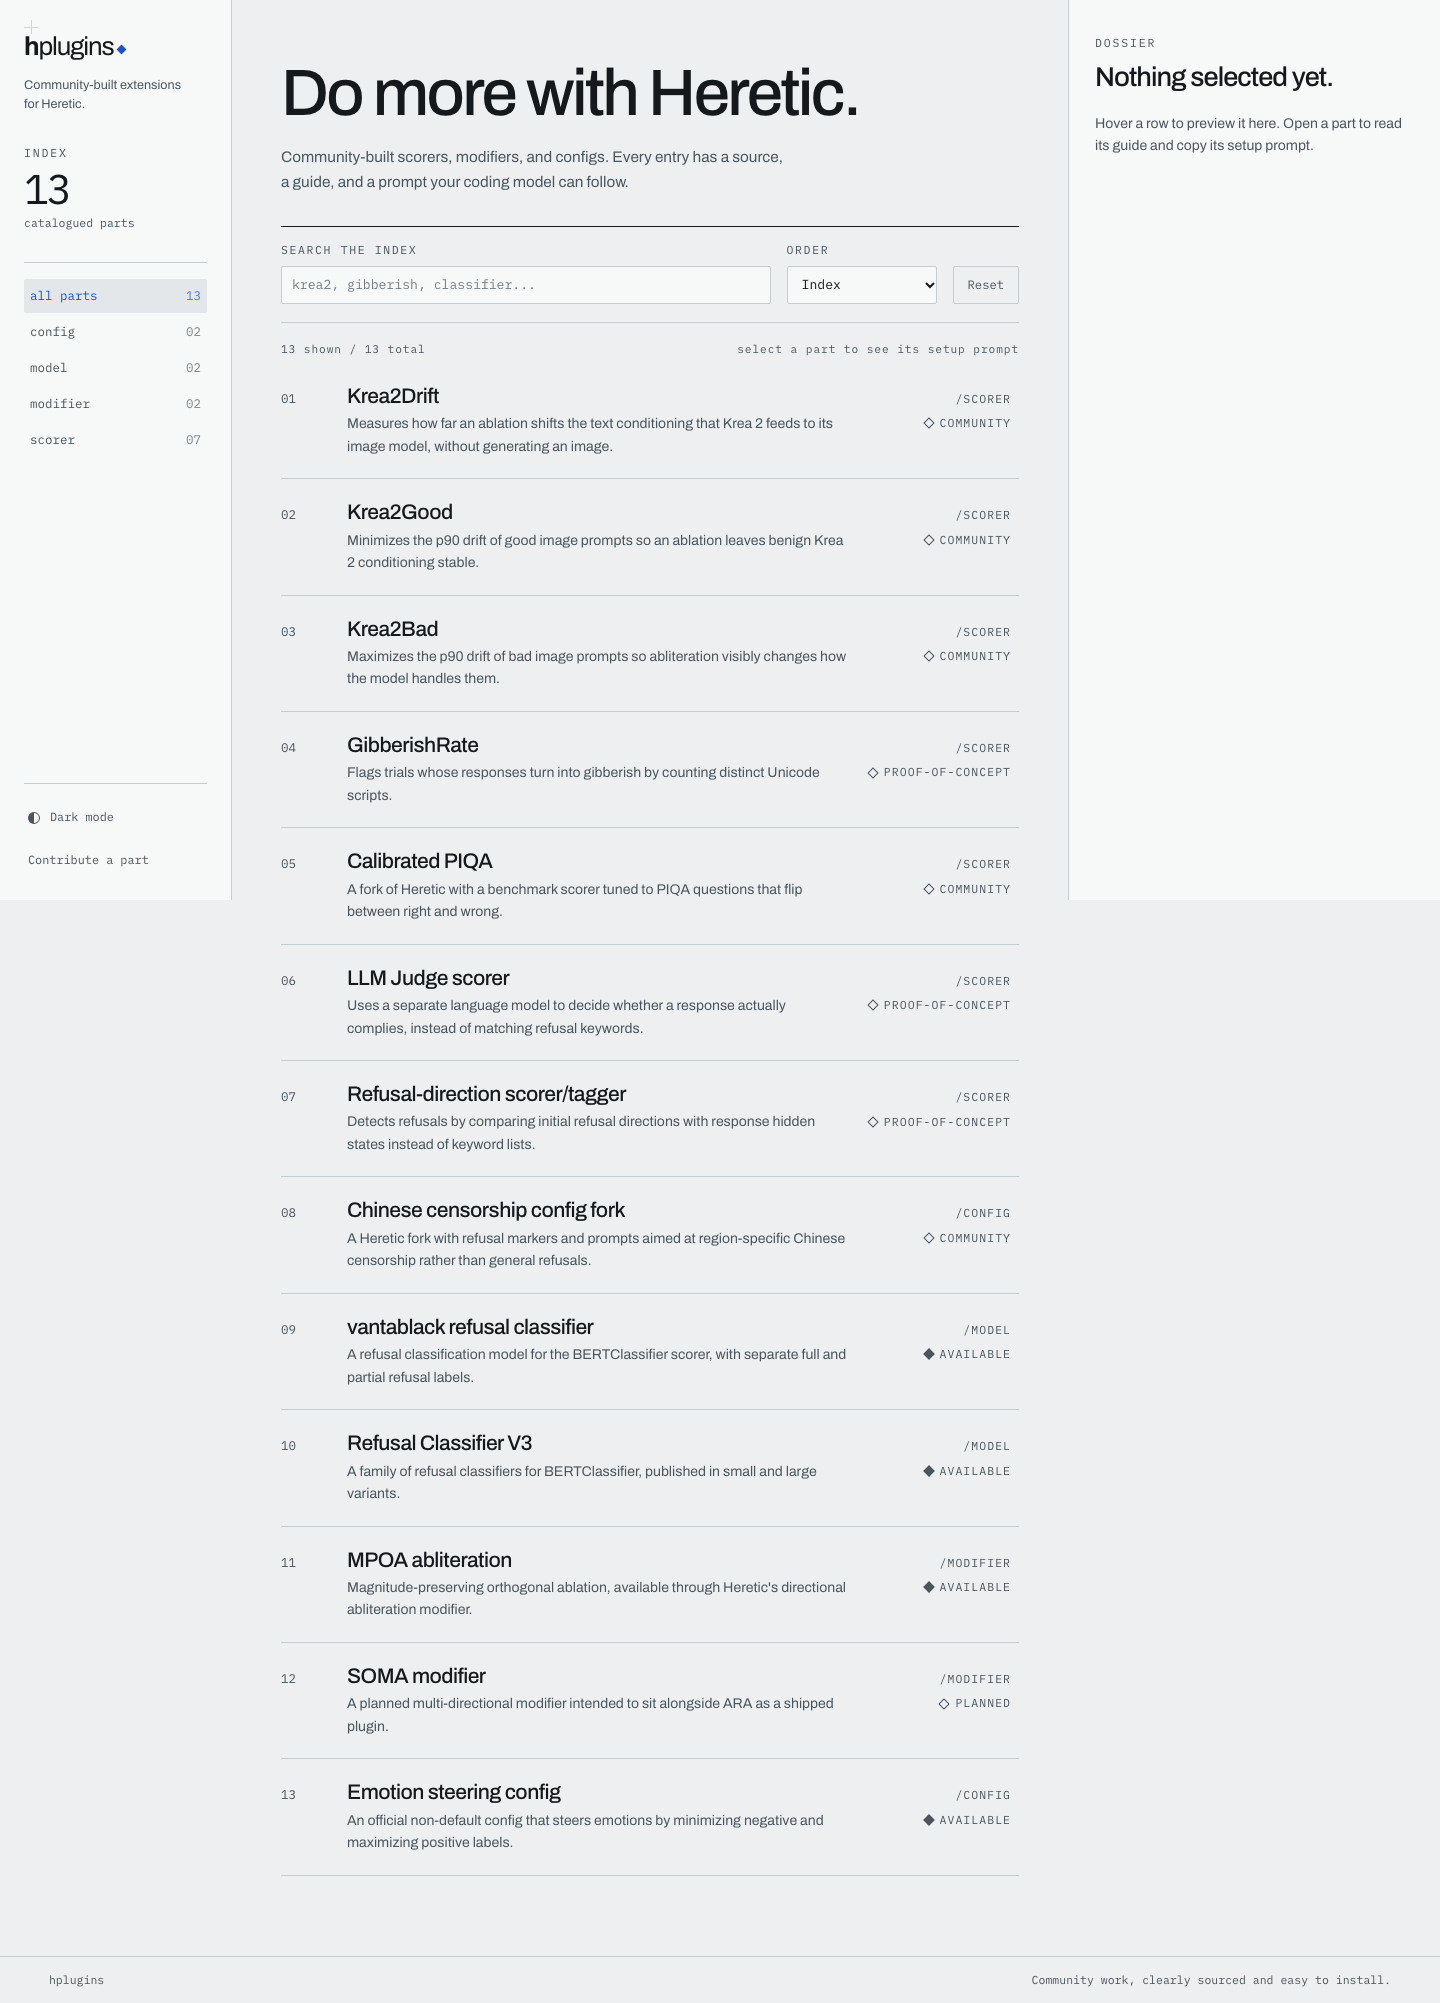 hplugins
Community-built extensions
for Heretic.
INDEX
13
catalogued parts
all parts 13
config 02
model 02
modifier 02
scorer 07
Dark mode
Contribute a part
Do more with Heretic.
Community-built scorers, modifiers, and configs. Every entry has a source,
a guide, and a prompt your coding model can follow.
SEARCH THE INDEX
ORDER
krea2, gibberish, classifier...
Index
Reset
13 shown / 13 total
select a part to see its setup prompt
01
Krea2Drift
Measures how far an ablation shifts the text conditioning that Krea 2 feeds to its
image model, without generating an image.
/SCORER
COMMUNITY
02
Krea2Good
Minimizes the p90 drift of good image prompts so an ablation leaves benign Krea
2 conditioning stable.
/SCORER
COMMUNITY
03
Krea2Bad
Maximizes the p90 drift of bad image prompts so abliteration visibly changes how
the model handles them.
/SCORER
COMMUNITY
04
GibberishRate
Flags trials whose responses turn into gibberish by counting distinct Unicode
scripts.
/SCORER
PROOF-OF-CONCEPT
05
Calibrated PIQA
A fork of Heretic with a benchmark scorer tuned to PIQA questions that flip
between right and wrong.
/SCORER
COMMUNITY
06
LLM Judge scorer
Uses a separate language model to decide whether a response actually
complies, instead of matching refusal keywords.
/SCORER
PROOF-OF-CONCEPT
07
Refusal-direction scorer/tagger
Detects refusals by comparing initial refusal directions with response hidden
states instead of keyword lists.
/SCORER
PROOF-OF-CONCEPT
08
Chinese censorship config fork
A Heretic fork with refusal markers and prompts aimed at region-specific Chinese
censorship rather than general refusals.
/CONFIG
COMMUNITY
09
vantablack refusal classifier
A refusal classification model for the BERTClassifier scorer, with separate full and
partial refusal labels.
/MODEL
AVAILABLE
10
Refusal Classifier V3
A family of refusal classifiers for BERTClassifier, published in small and large
variants.
/MODEL
AVAILABLE
11
MPOA abliteration
Magnitude-preserving orthogonal ablation, available through Heretic's directional
abliteration modifier.
/MODIFIER
AVAILABLE
12
SOMA modifier
A planned multi-directional modifier intended to sit alongside ARA as a shipped
plugin.
/MODIFIER
PLANNED
13
Emotion steering config
An official non-default config that steers emotions by minimizing negative and
maximizing positive labels.
/CONFIG
AVAILABLE
DOSSIER
Nothing selected yet.
Hover a row to preview it here. Open a part to read
its guide and copy its setup prompt.
hplugins
Community work, clearly sourced and easy to install.